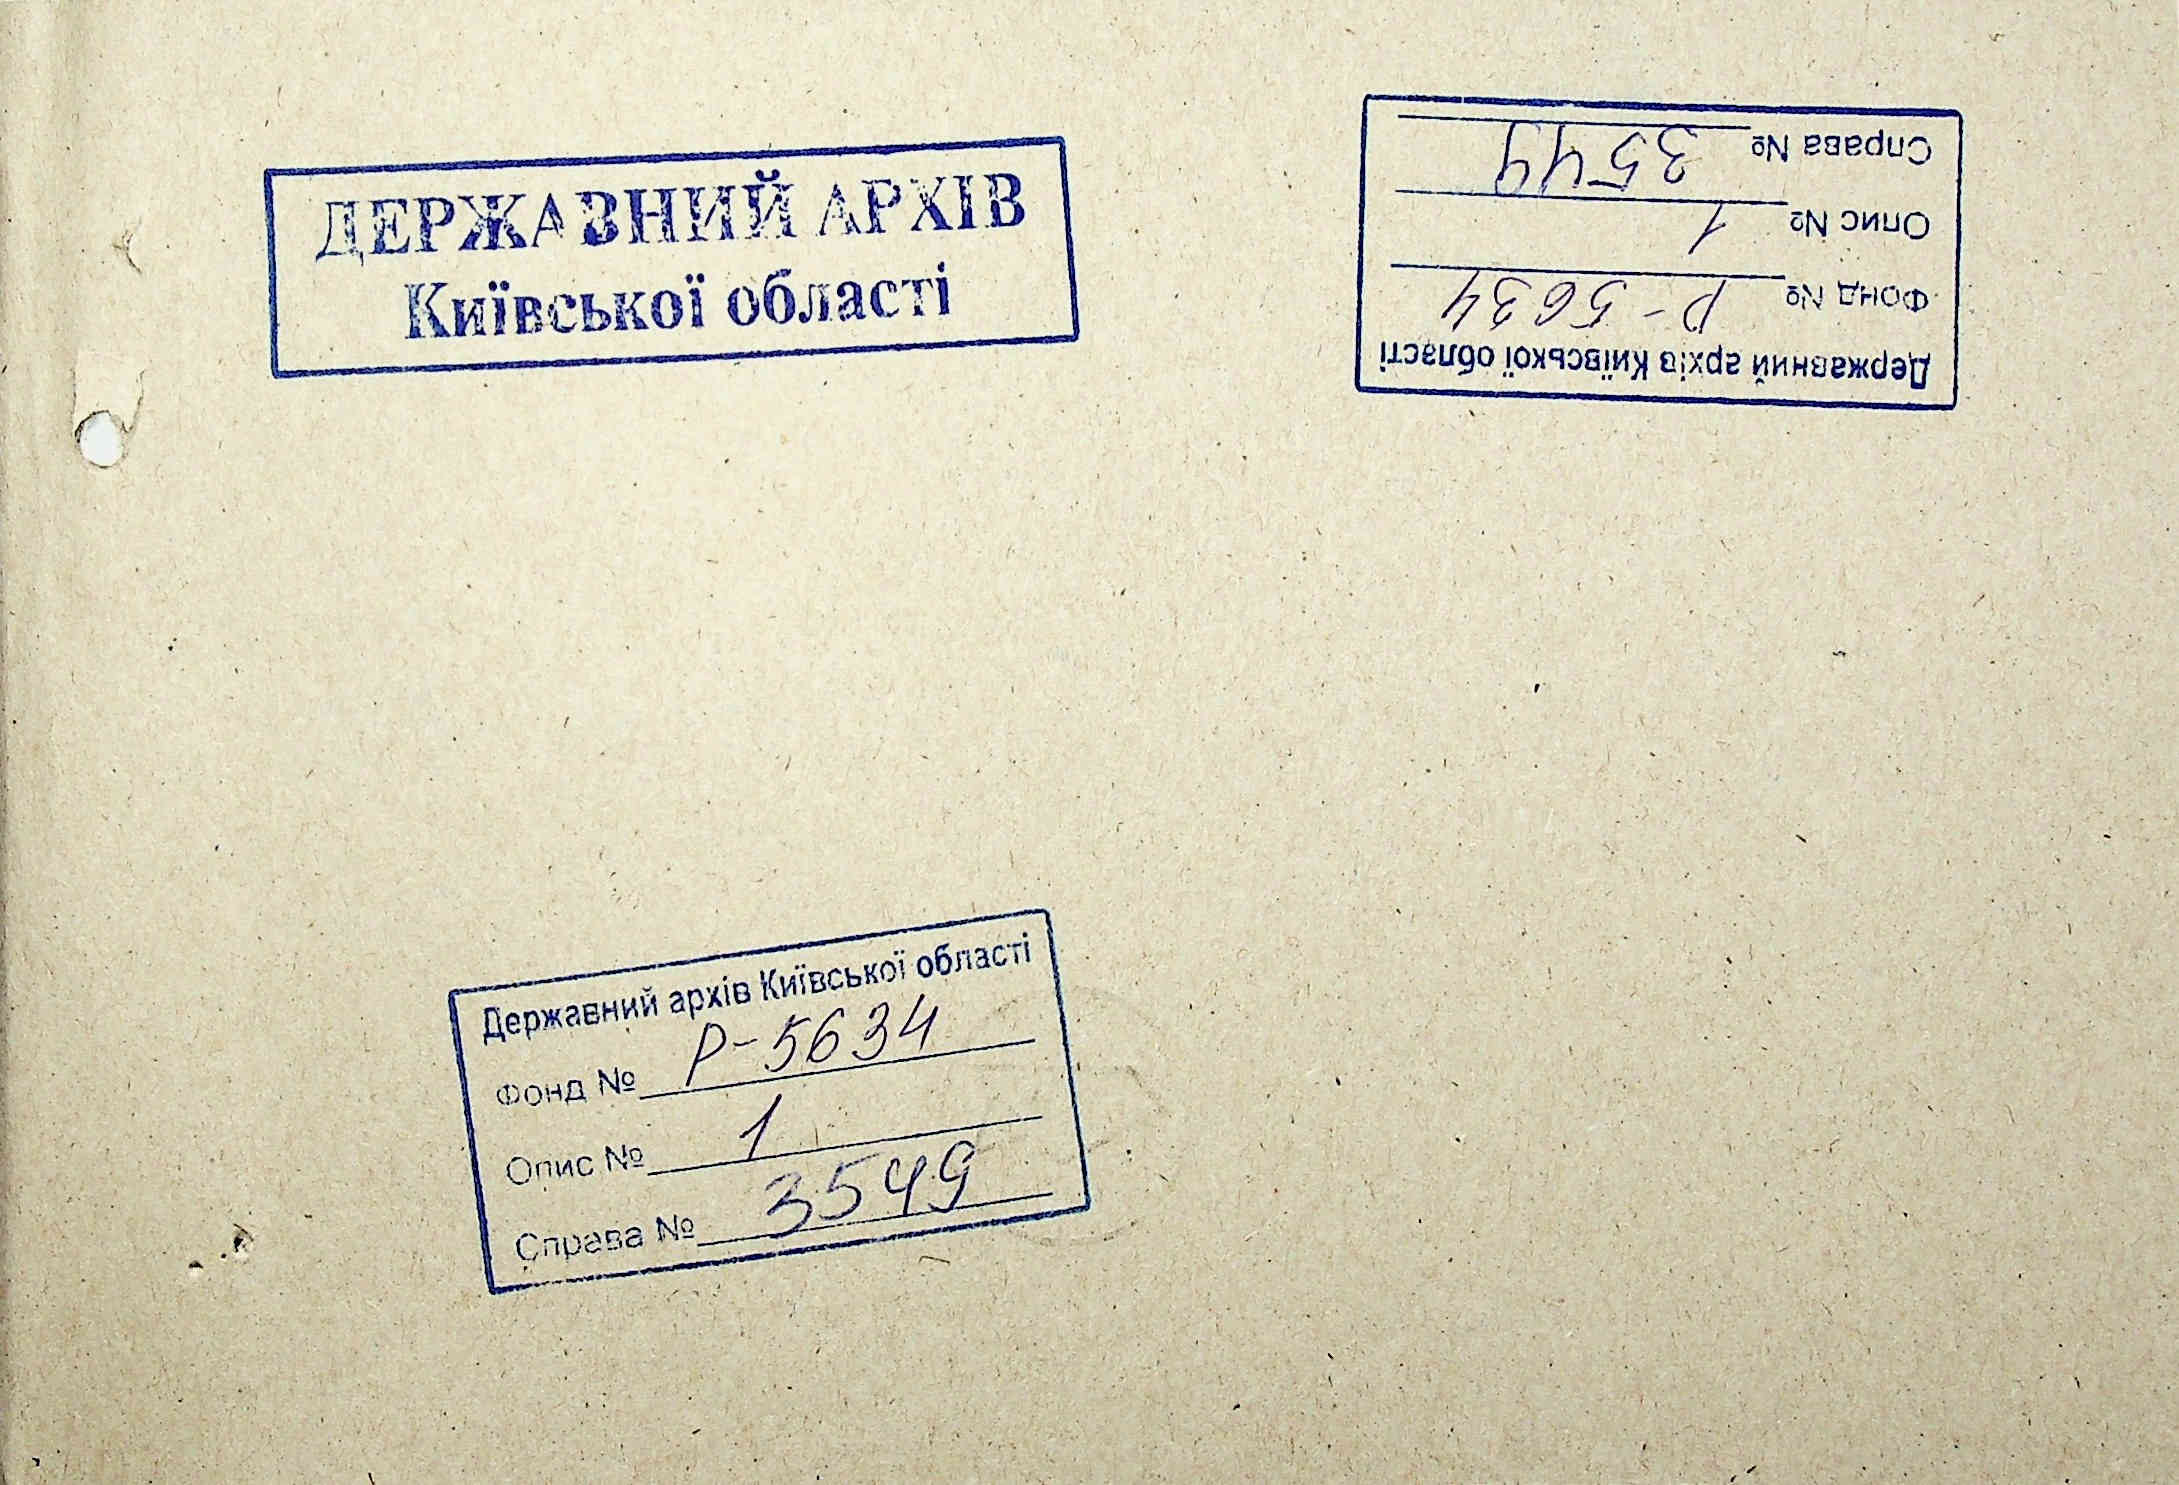 ДЕРЖАВНИЙ АРХІВ
Київської області
Державний архів Київської області
Фонд № Р-5634
Опис № 1
Справа № 3549
Державний архів Київської області
Фонд № Р-5634
Опис № 1
Справа № 3549